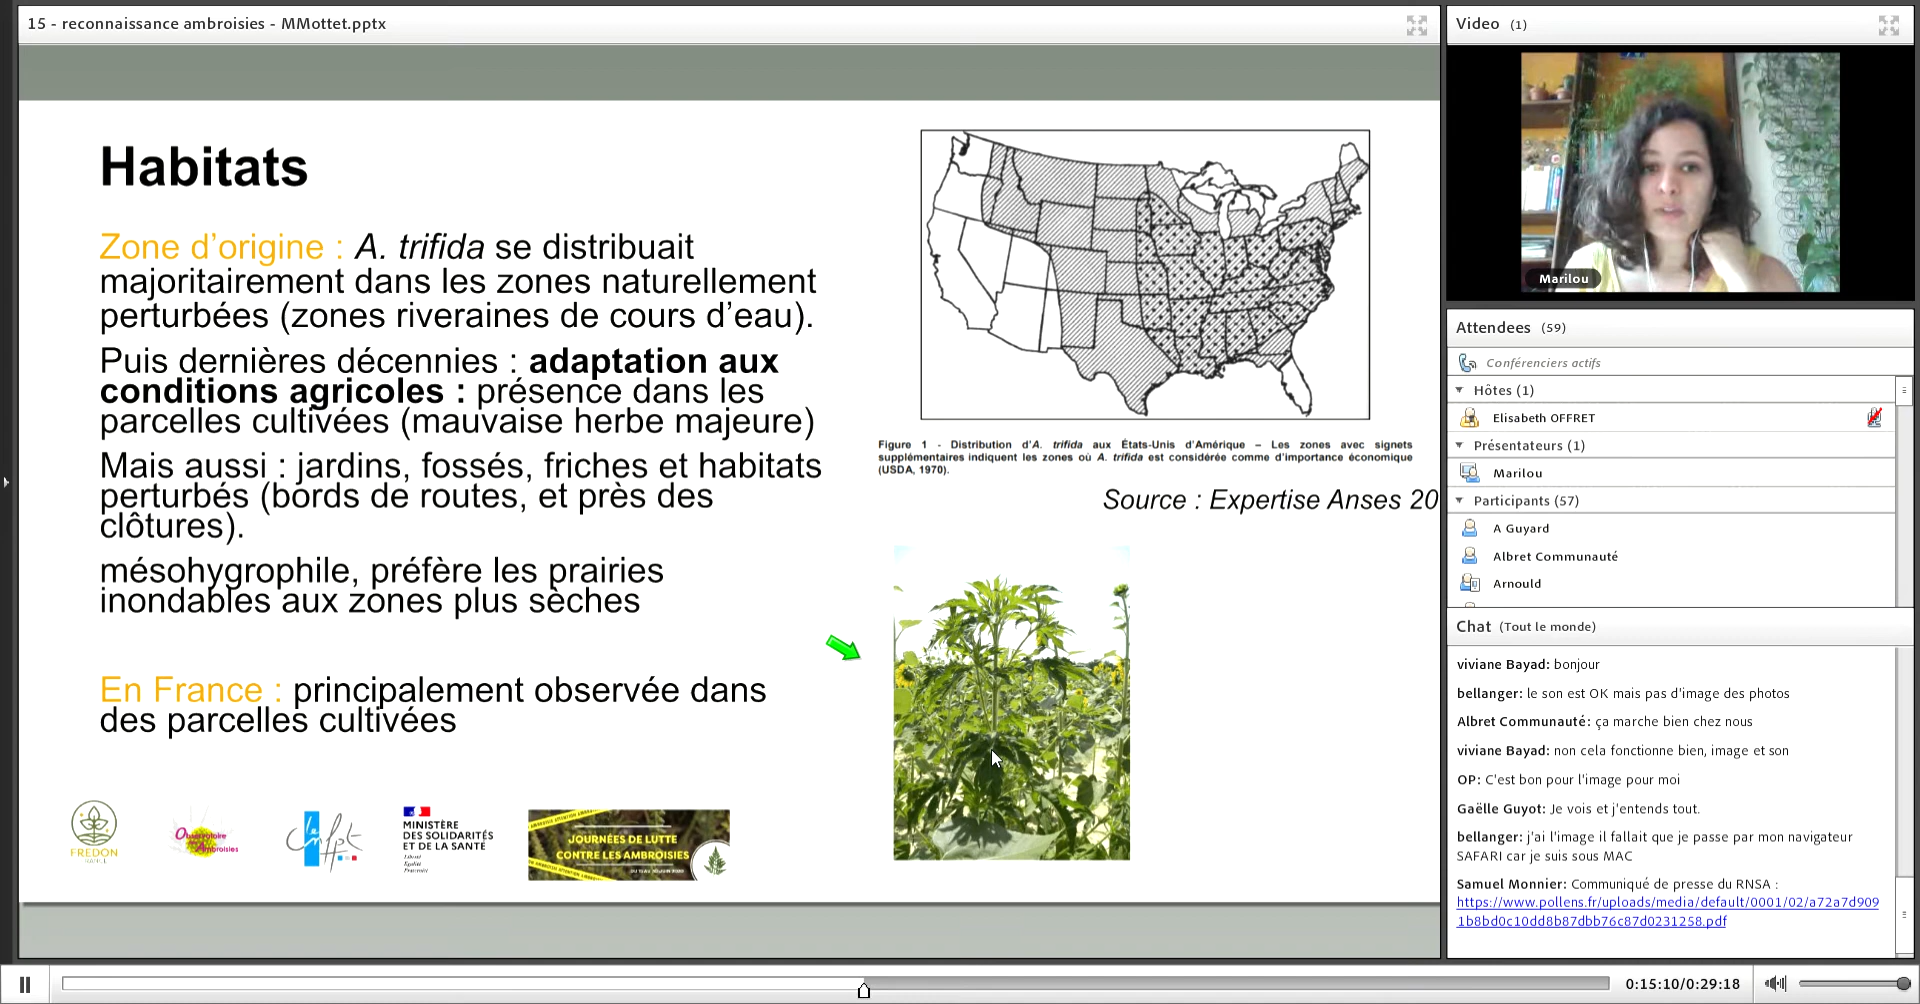 15 - reconnaissance ambroisies - MMottet.pptx
Habitats
Zone d'origine : A. trifida se distribuait
majoritairement dans les zones naturellement
perturbées (zones riveraines de cours d'eau).
Puis dernières décennies : adaptation aux
conditions agricoles : présence dans les
parcelles cultivées (mauvaise herbe majeure)
Mais aussi : jardins, fossés, friches et habitats
perturbés (bords de routes, et près des
clôtures).
mésohygrophile, préfère les prairies
inondables aux zones plus sèches
En France : principalement observée dans
des parcelles cultivées
Figure 1 - Distribution d'A. trifida aux États-Unis d'Amérique – Les zones avec signets
supplémentaires indiquent les zones où A. trifida est considérée comme d'importance économique
(USDA, 1970).
Source : Expertise Anses 20
FREDON
Observatoire
des Ambroisies
cnfpt
MINISTÈRE
DES SOLIDARITÉS
ET DE LA SANTÉ
Liberté
Égalité
Fraternité
JOURNÉES DE LUTTE
CONTRE LES AMBROISIES
Video (1)
Marilou
Attendees (59)
Conférenciers actifs
Hôtes (1)
Elisabeth OFFRET
Présentateurs (1)
Marilou
Participants (57)
A Guyard
Albret Communauté
Arnould
Chat (Tout le monde)
viviane Bayad: bonjour
bellanger: le son est OK mais pas d'image des photos
Albret Communauté: ça marche bien chez nous
viviane Bayad: non cela fonctionne bien, image et son
OP: C'est bon pour l'image pour moi
Gaëlle Guyot: Je vois et j'entends tout.
bellanger: j'ai l'image il fallait que je passe par mon navigateur
SAFARI car je suis sous MAC
Samuel Monnier: Communiqué de presse du RNSA :
https://www.pollens.fr/uploads/media/default/0001/02/a72a7d909
1b8bd0c10dd8b87dbb76c87d0231258.pdf
0:15:10/0:29:18